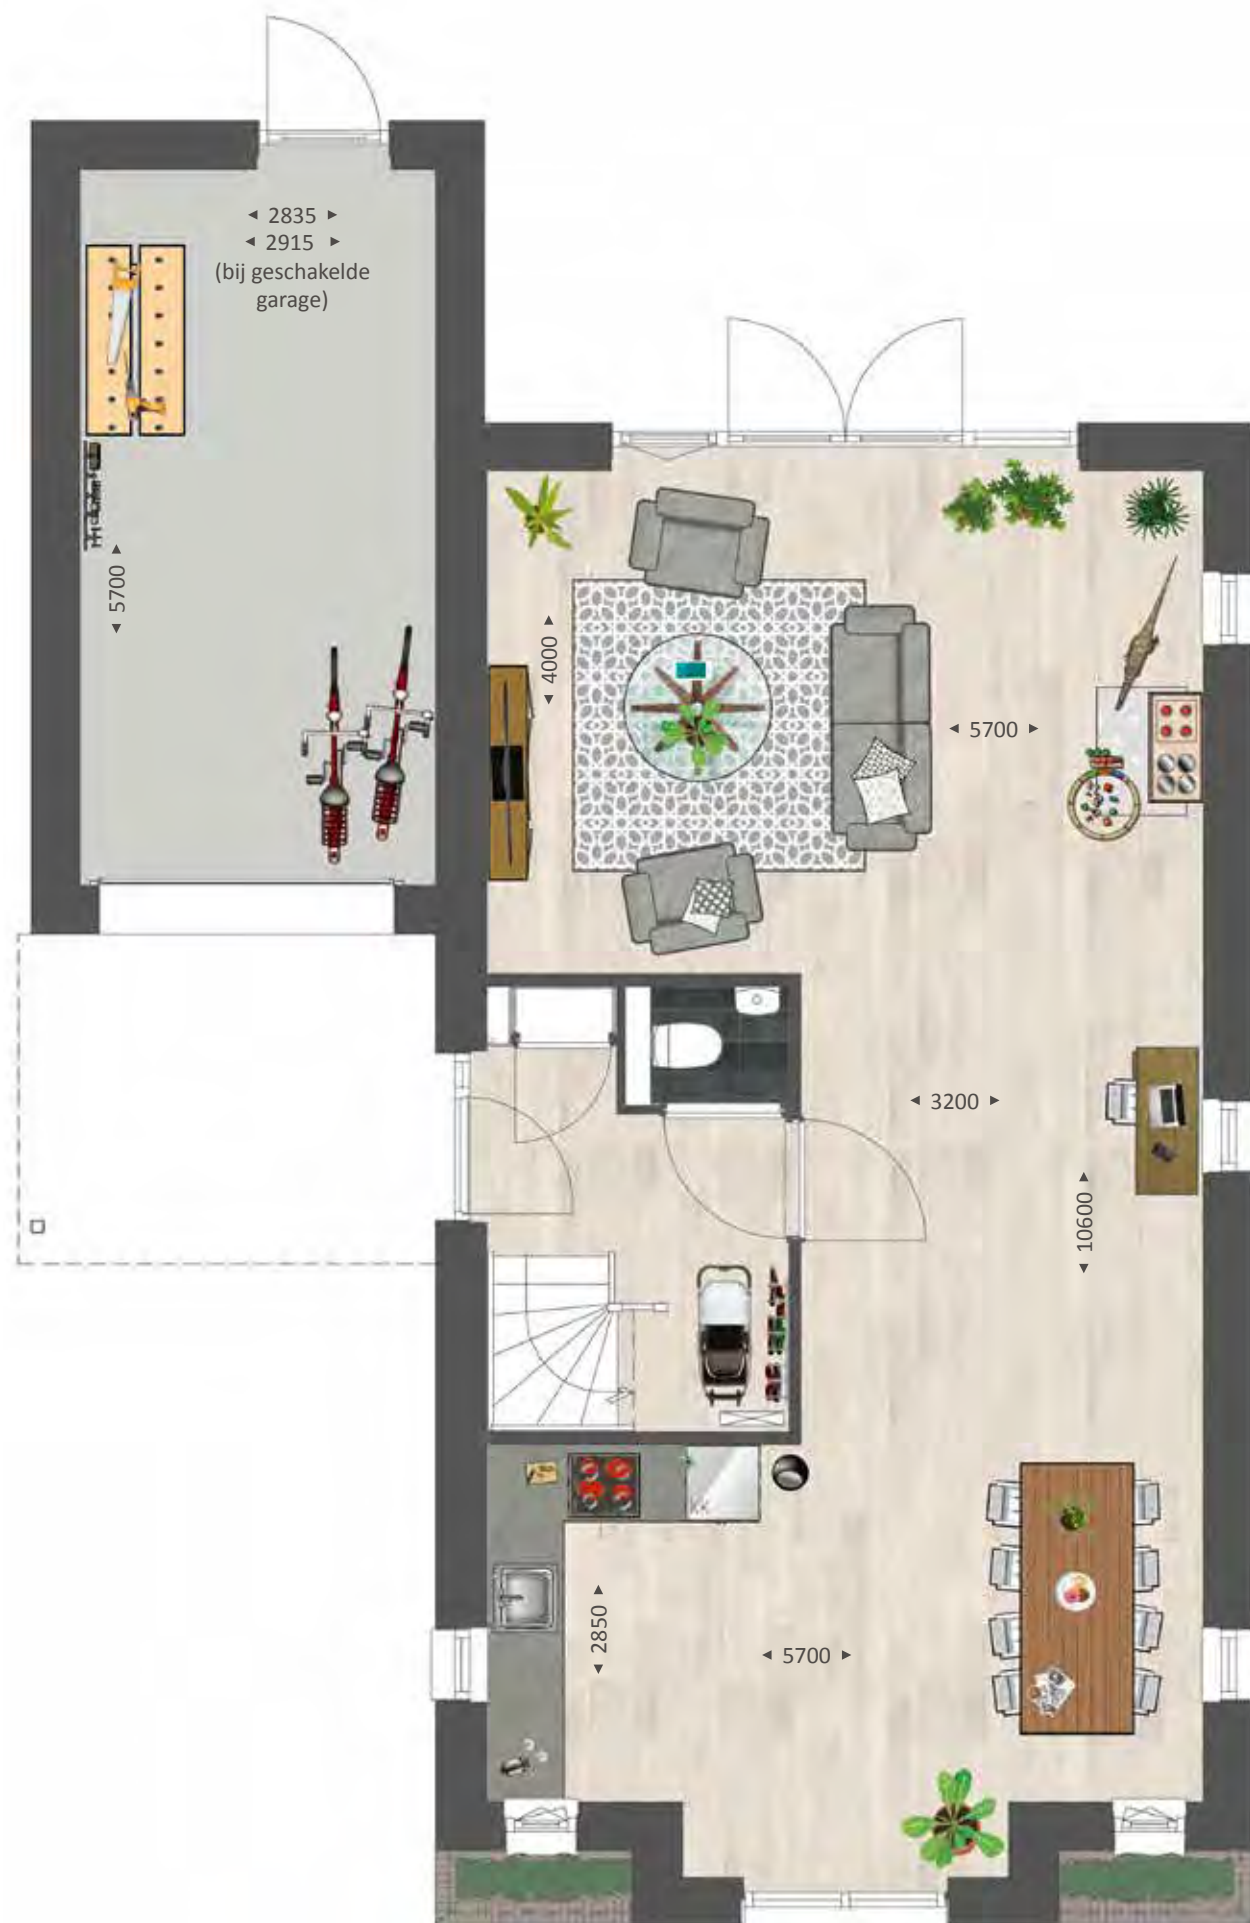 ◄ 2835 ►
◄ 2915 ►
(bij geschakelde
garage)
◄ 5700 ►
◄ 4000 ►
◄ 5700 ►
◄ 3200 ►
◄ 10600 ►
◄ 2850 ►
◄ 5700 ►